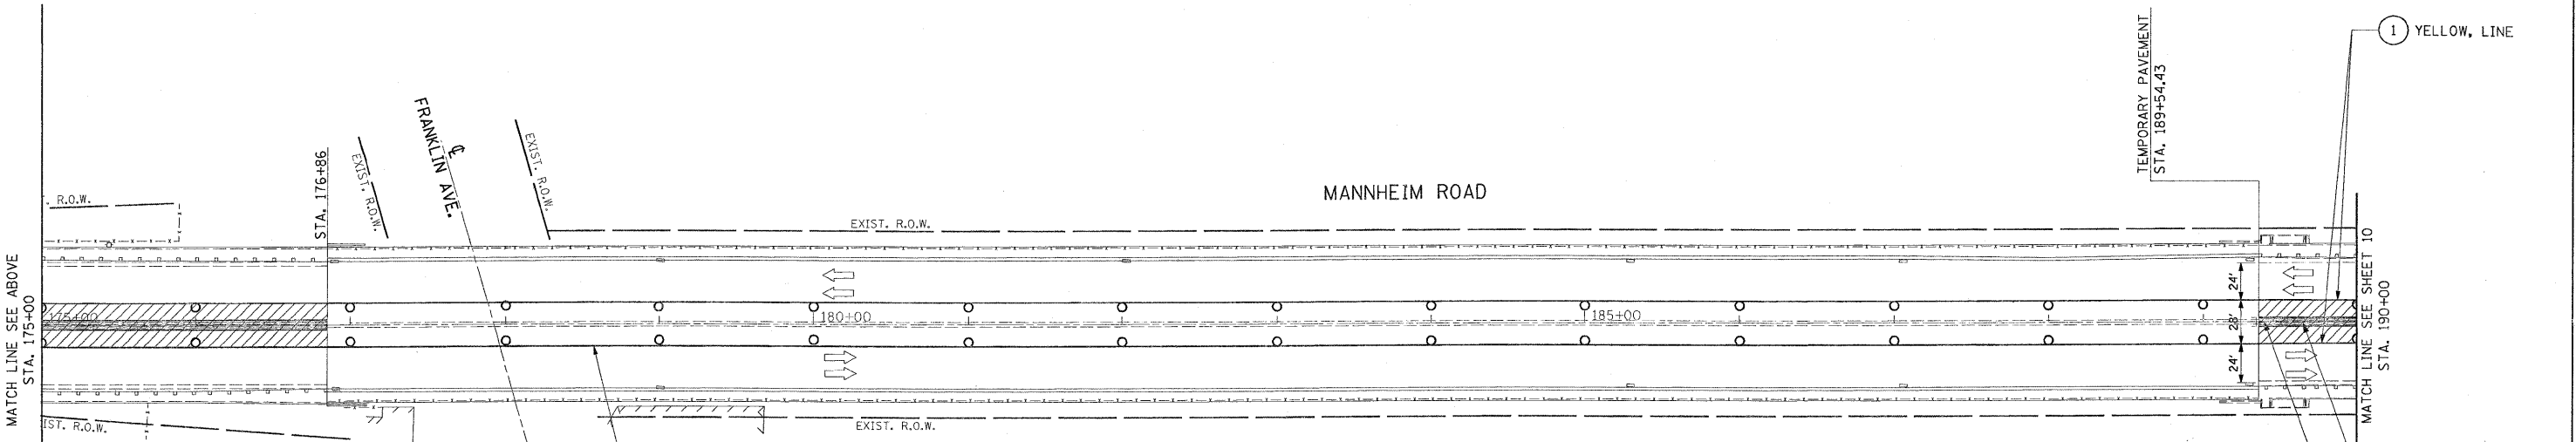 MATCH LINE SEE ABOVE
STA. 175+00
. R.O.W.
175+00
IST. R.O.W.
STA. 176+86
EXIST. R.O.W.
℄
FRANKLIN AVE.
EXIST. R.O.W.
EXIST. R.O.W.
180+00
EXIST. R.O.W.
MANNHEIM ROAD
185+00
TEMPORARY PAVEMENT
STA. 189+54.43
24'
28'
24'
1 YELLOW, LINE
MATCH LINE SEE SHEET 10
STA. 190+00